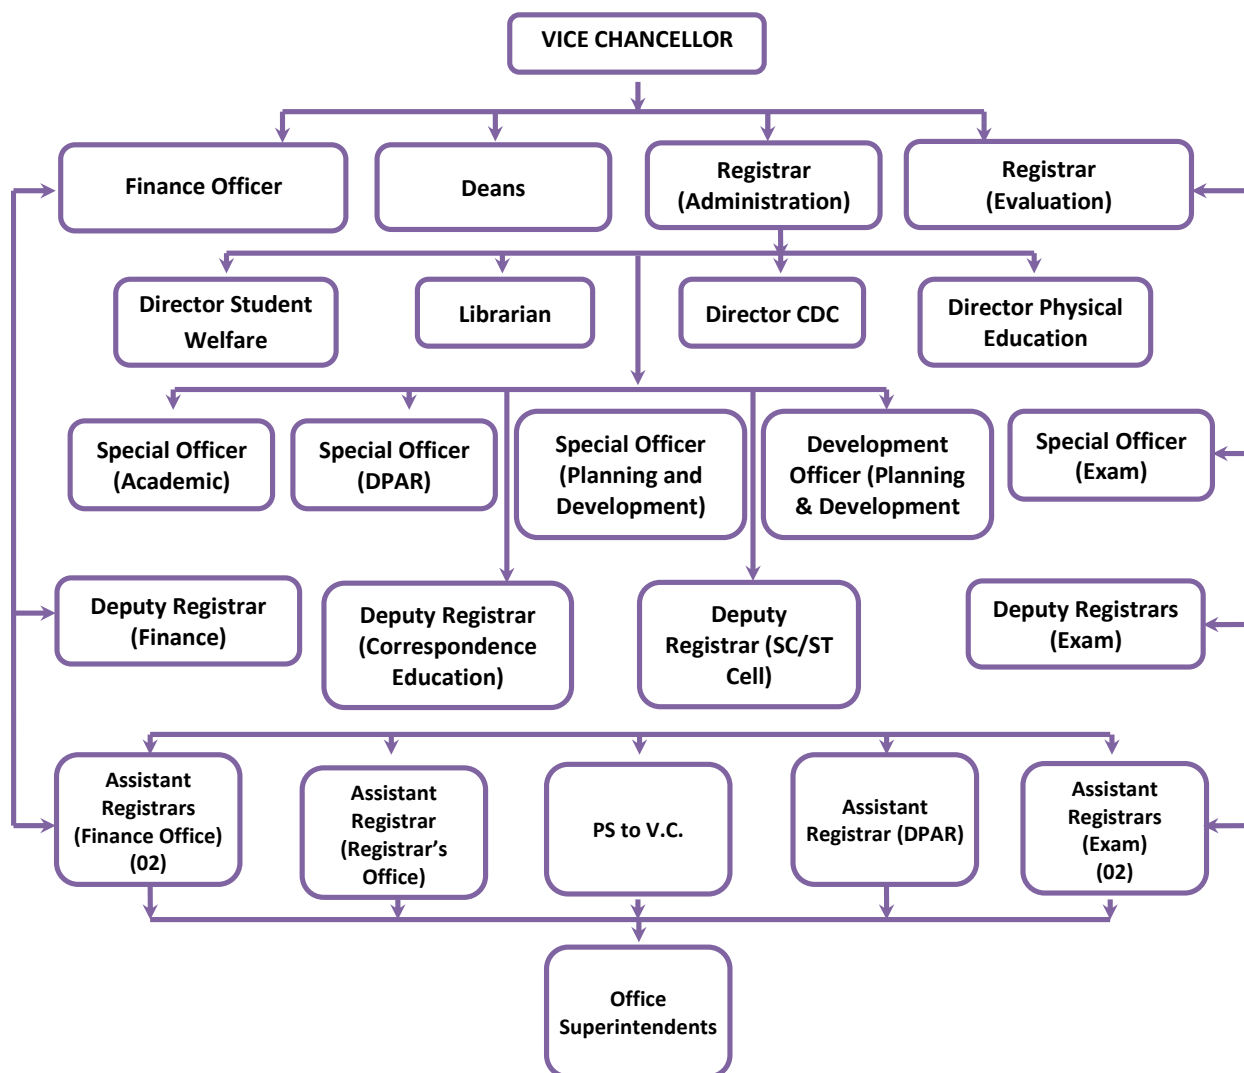 VICE CHANCELLOR
Finance Officer
Deans
Registrar
(Administration)
Registrar
(Evaluation)
Director Student
Welfare
Librarian
Director CDC
Director Physical
Education
Special Officer
(Academic)
Special Officer
(DPAR)
Special Officer
(Planning and
Development)
Development
Officer (Planning
& Development
Special Officer
(Exam)
Deputy Registrar
(Finance)
Deputy Registrar
(Correspondence
Education)
Deputy
Registrar (SC/ST
Cell)
Deputy Registrars
(Exam)
Assistant
Registrars
(Finance Office)
(02)
Assistant
Registrar
(Registrar’s
Office)
PS to V.C.
Assistant
Registrar (DPAR)
Assistant
Registrars
(Exam)
(02)
Office
Superintendents